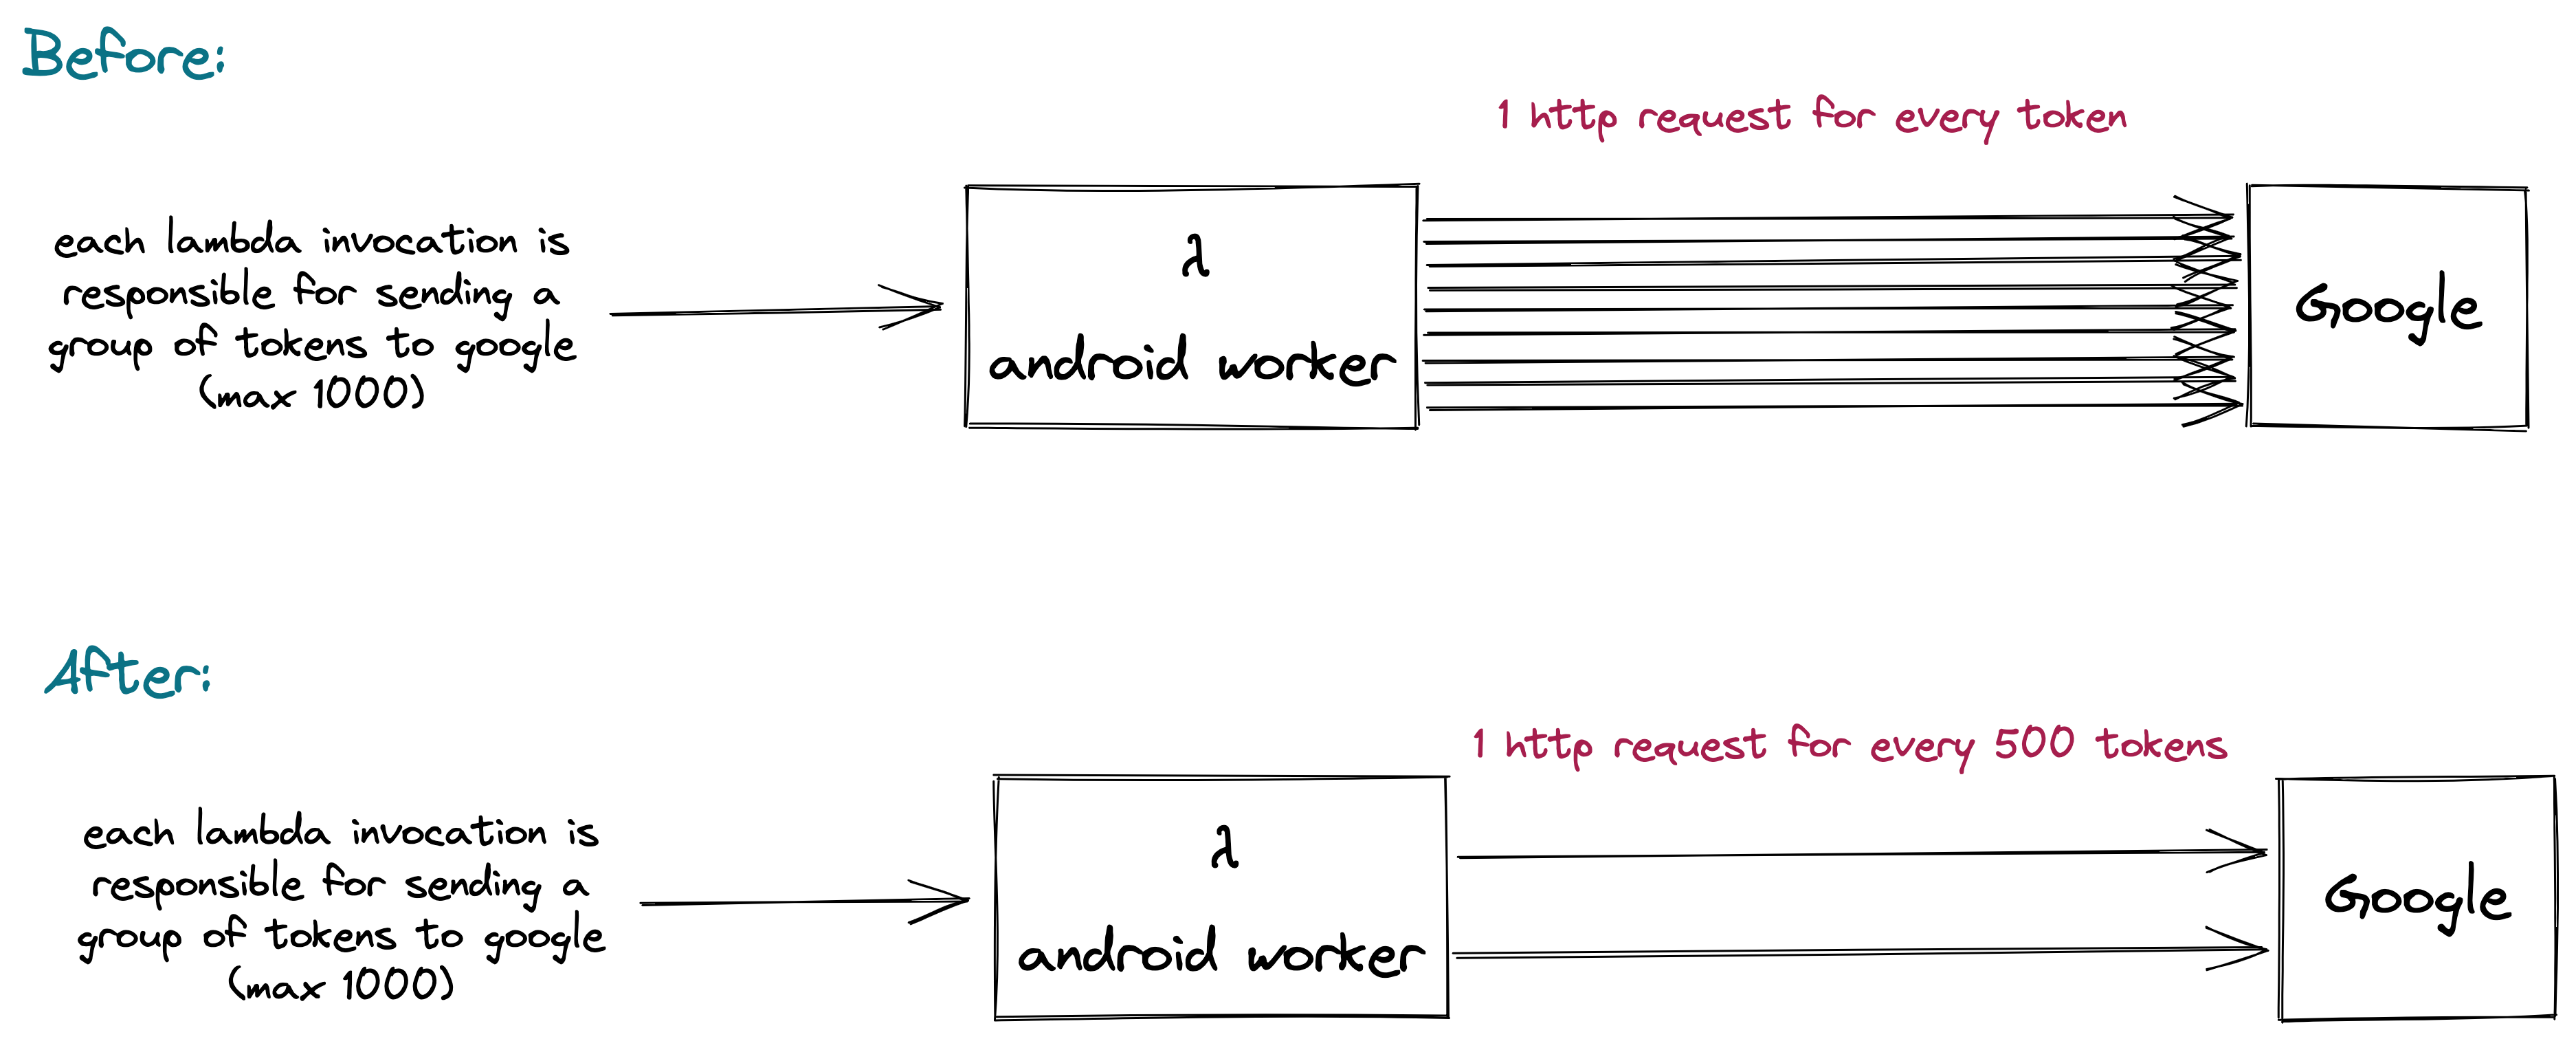 Before:
1 http request for every token
each lambda invocation is
responsible for sending a
group of tokens to google
(max 1000)
λ
android worker
Google
After:
1 http request for every 500 tokens
each lambda invocation is
responsible for sending a
group of tokens to google
(max 1000)
λ
android worker
Google